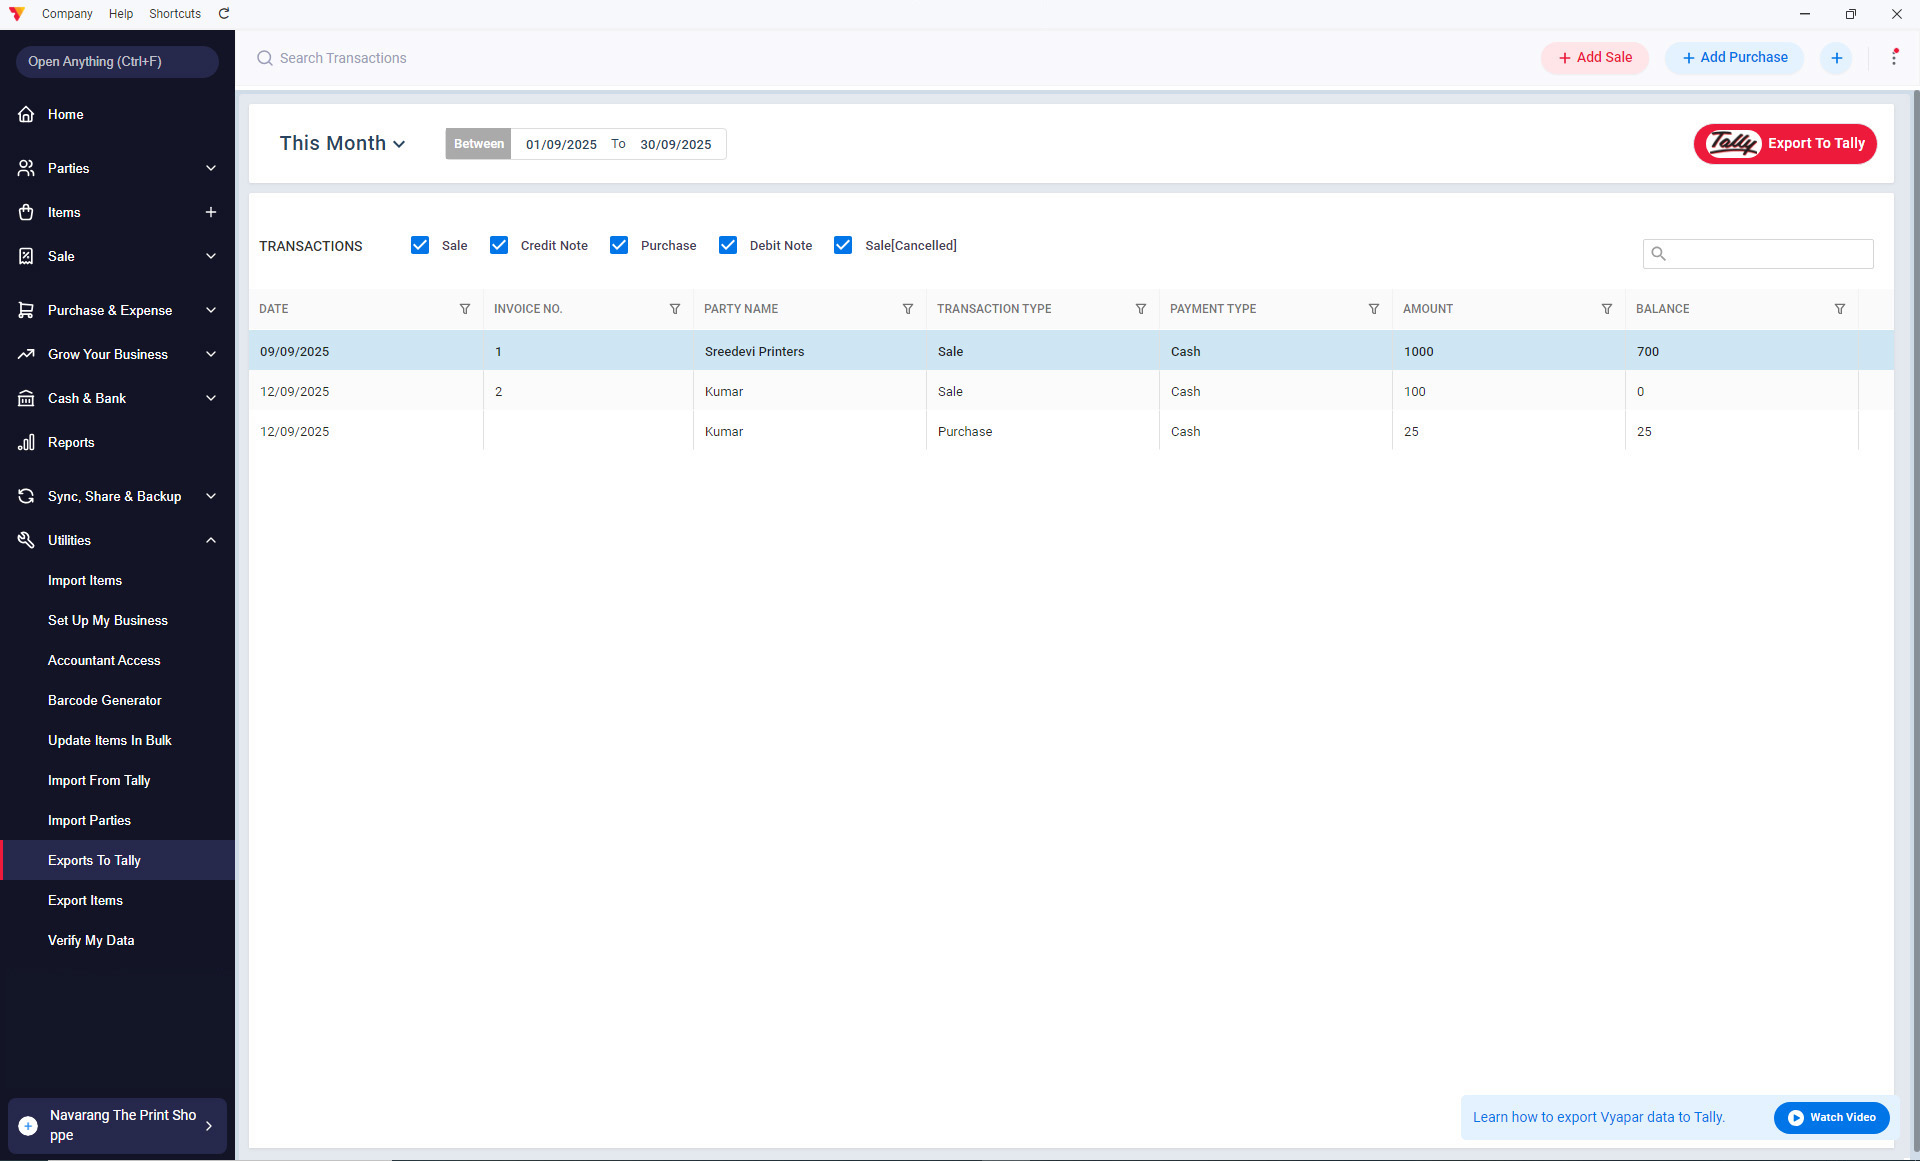 Company Help Shortcuts
Open Anything (Ctrl+F)
Search Transactions
+ Add Sale
+ Add Purchase
Home
Parties
Items
Sale
Purchase & Expense
Grow Your Business
Cash & Bank
Reports
Sync, Share & Backup
Utilities
Import Items
Set Up My Business
Accountant Access
Barcode Generator
Update Items In Bulk
Import From Tally
Import Parties
Exports To Tally
Export Items
Verify My Data
Navarang The Print Sho
ppe
This Month
Between 01/09/2025 To 30/09/2025
Tally Export To Tally
TRANSACTIONS Sale Credit Note Purchase Debit Note Sale[Cancelled]
DATE INVOICE NO. PARTY NAME TRANSACTION TYPE PAYMENT TYPE AMOUNT BALANCE
09/09/2025 1 Sreedevi Printers Sale Cash 1000 700
12/09/2025 2 Kumar Sale Cash 100 0
12/09/2025 Kumar Purchase Cash 25 25
Learn how to export Vyapar data to Tally. Watch Video